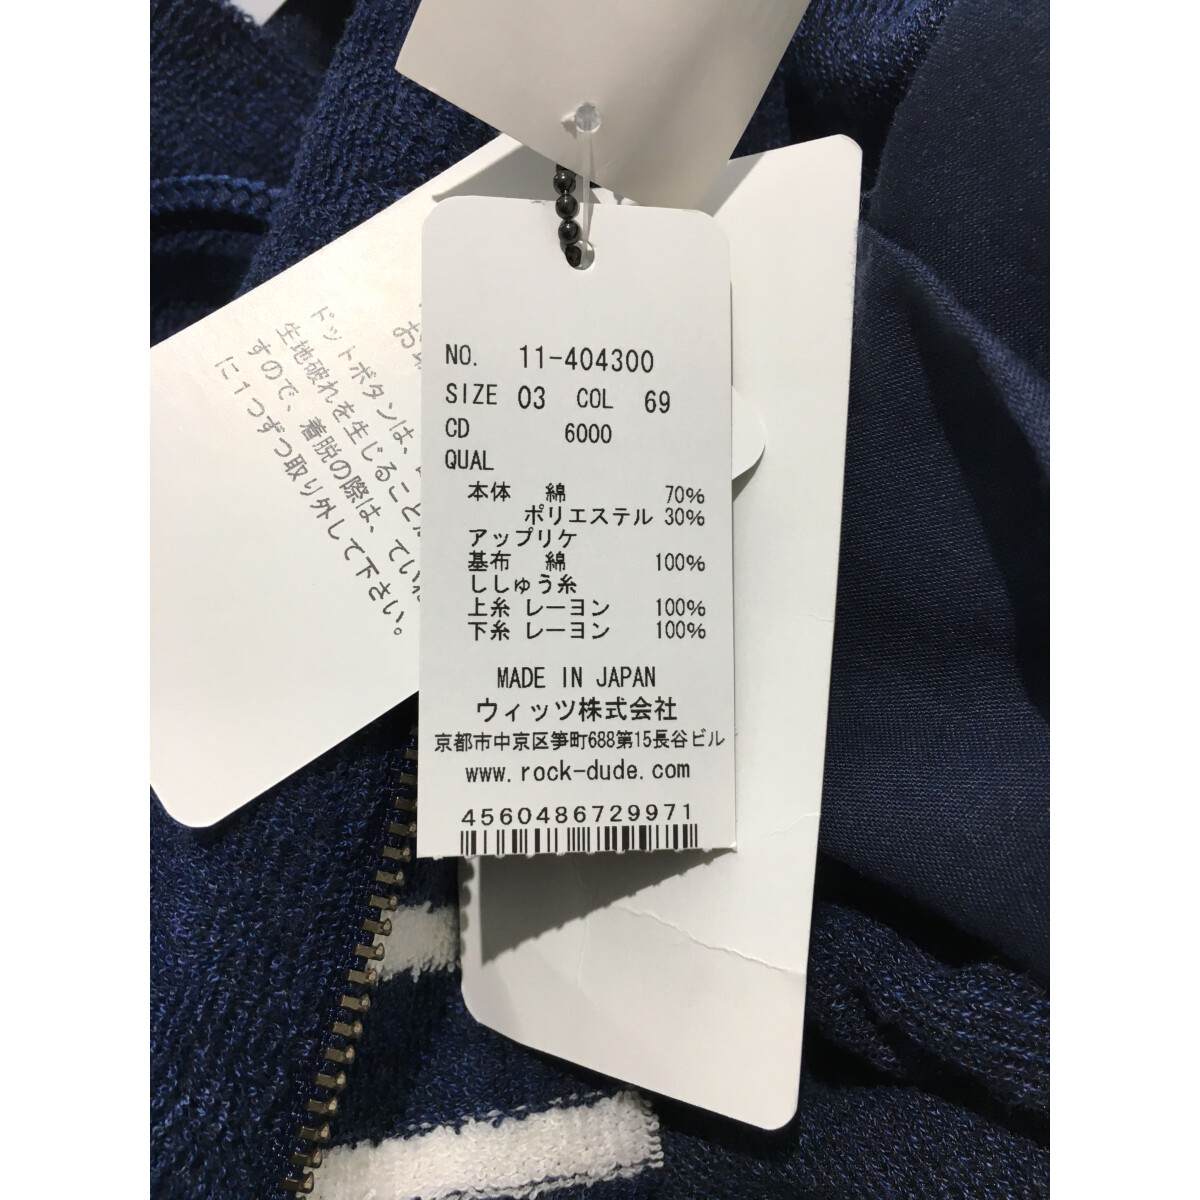 NO. 11-404300
SIZE 03 COL 69
CD 6000
QUAL
本体 綿 70%
ポリエステル 30%
アップリケ
基布 綿 100%
ししゅう糸
上糸 レーヨン 100%
下糸 レーヨン 100%
MADE IN JAPAN
ウィッツ株式会社
京都市中京区笋町688第15長谷ビル
www.rock-dude.com
4560486729971
ドットボタンは、
生地破れを生じること
すので、着脱の際は、てい
に1つずつ取り外して下さい。